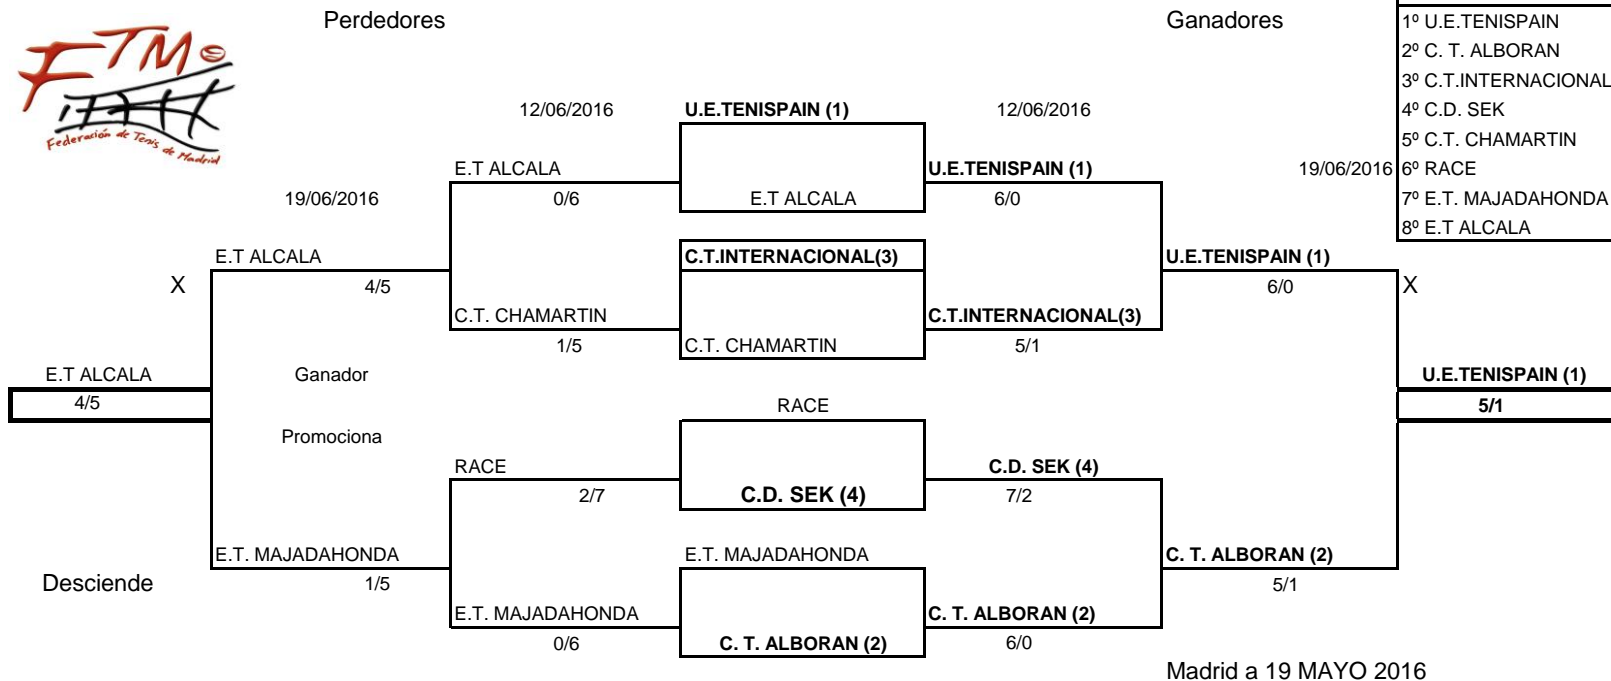 Perdedores
Ganadores
FTM
Federación de Tenis de Madrid
1º U.E.TENISPAIN
2º C. T. ALBORAN
3º C.T.INTERNACIONAL
4º C.D. SEK
5º C.T. CHAMARTIN
19/06/2016 6º RACE
7º E.T. MAJADAHONDA
8º E.T ALCALA
12/06/2016 U.E.TENISPAIN (1) 12/06/2016
E.T ALCALA U.E.TENISPAIN (1)
19/06/2016 0/6 E.T ALCALA 6/0
E.T ALCALA C.T.INTERNACIONAL(3) U.E.TENISPAIN (1)
X 4/5 6/0 X
C.T. CHAMARTIN C.T.INTERNACIONAL(3)
1/5 C.T. CHAMARTIN 5/1
E.T ALCALA Ganador U.E.TENISPAIN (1)
4/5 RACE 5/1
Promociona
RACE C.D. SEK (4)
2/7 C.D. SEK (4) 7/2
E.T. MAJADAHONDA E.T. MAJADAHONDA C. T. ALBORAN (2)
Desciende 1/5 5/1
E.T. MAJADAHONDA C. T. ALBORAN (2)
0/6 C. T. ALBORAN (2) 6/0
Madrid a 19 MAYO 2016